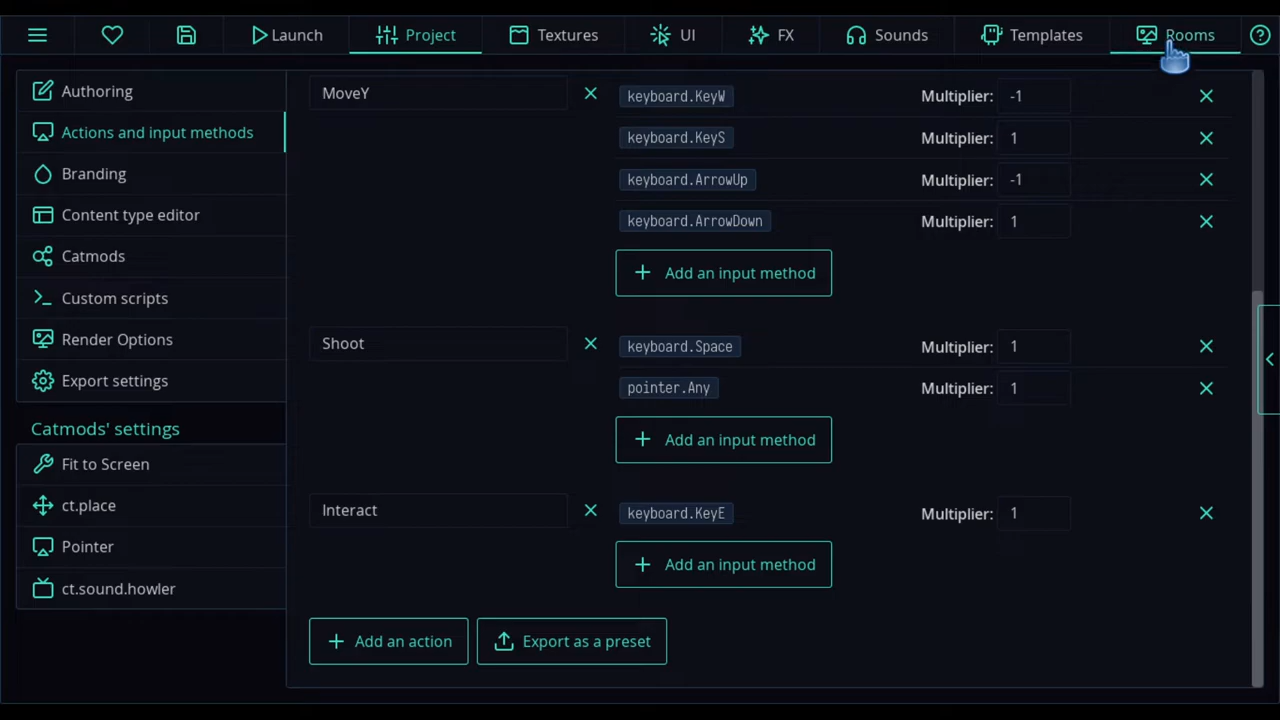 Launch Project Textures UI FX Sounds Templates Rooms
Authoring
Actions and input methods
Branding
Content type editor
Catmods
Custom scripts
Render Options
Export settings
Catmods' settings
Fit to Screen
ct.place
Pointer
ct.sound.howler
MoveY
keyboard.KeyW Multiplier: -1
keyboard.KeyS Multiplier: 1
keyboard.ArrowUp Multiplier: -1
keyboard.ArrowDown Multiplier: 1
Add an input method
Shoot
keyboard.Space Multiplier: 1
pointer.Any Multiplier: 1
Add an input method
Interact
keyboard.KeyE Multiplier: 1
Add an input method
Add an action Export as a preset